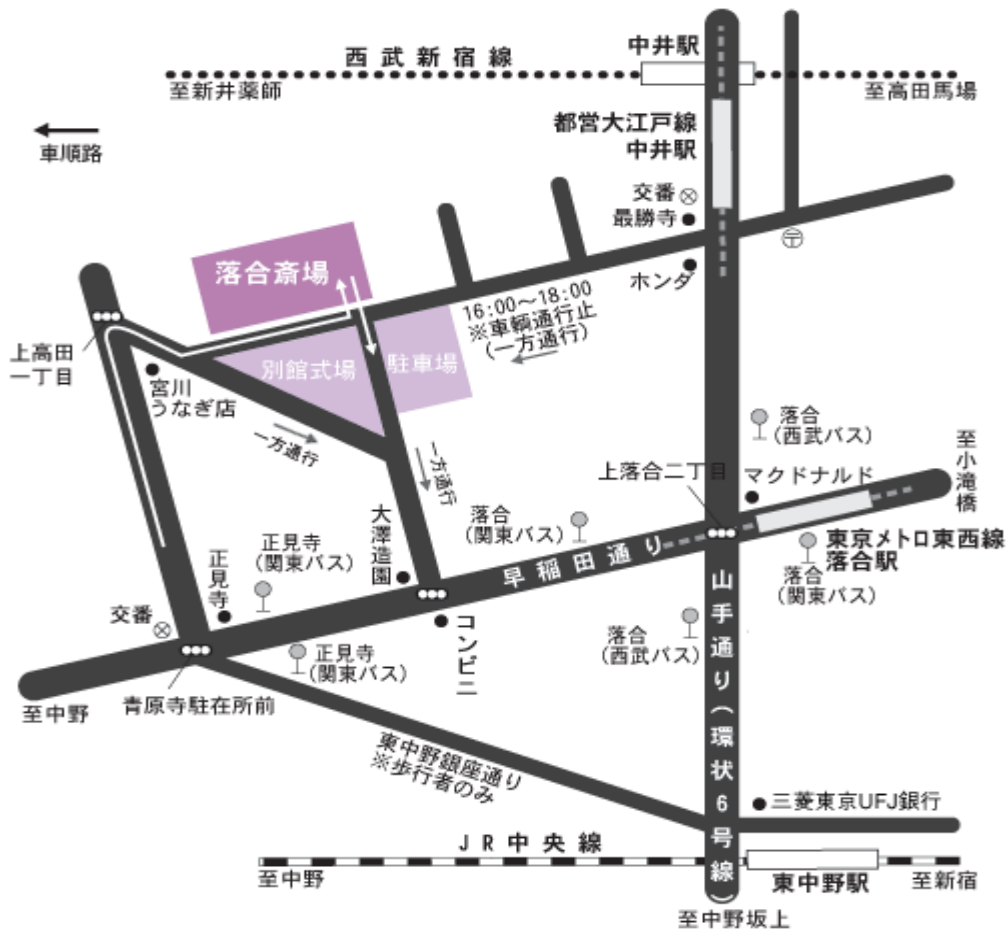 西武新宿線
中井駅
至新井薬師
至高田馬場
車順路
都営大江戸線
中井駅
交番
最勝寺
〒
ホンダ
落合斎場
16:00～18:00
※車輌通行止
（一方通行）
別館式場
駐車場
上高田
一丁目
宮川
うなぎ店
一方通行
一方通行
落合
（西武バス）
至小滝橋
上落合二丁目
マクドナルド
大澤造園
落合
（関東バス）
早稲田通り
東京メトロ東西線
落合駅
落合
（関東バス）
正見寺
正見寺
（関東バス）
交番
コンビニ
山手通り（環状6号線）
落合
（西武バス）
正見寺
（関東バス）
至中野
青原寺駐在所前
東中野銀座通り
※歩行者のみ
三菱東京UFJ銀行
JR中央線
至中野
東中野駅
至新宿
至中野坂上